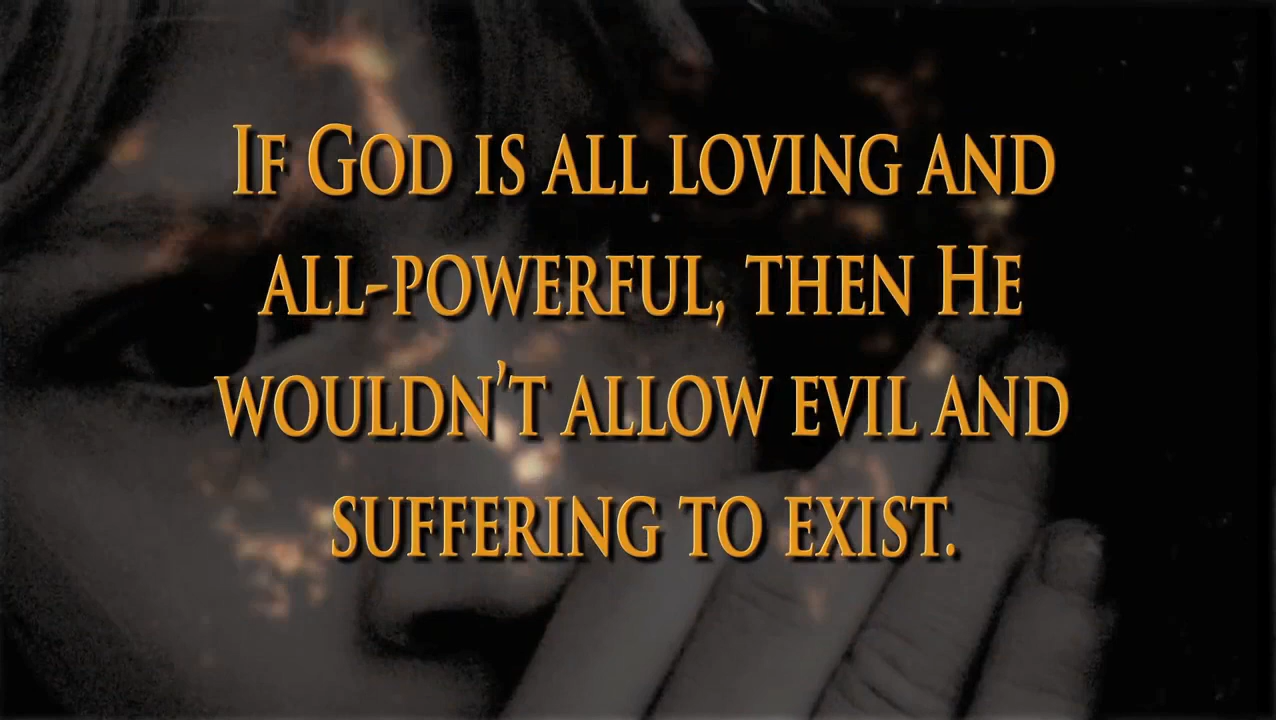 If God is all loving and
all-powerful, then He
wouldn't allow evil and
suffering to exist.